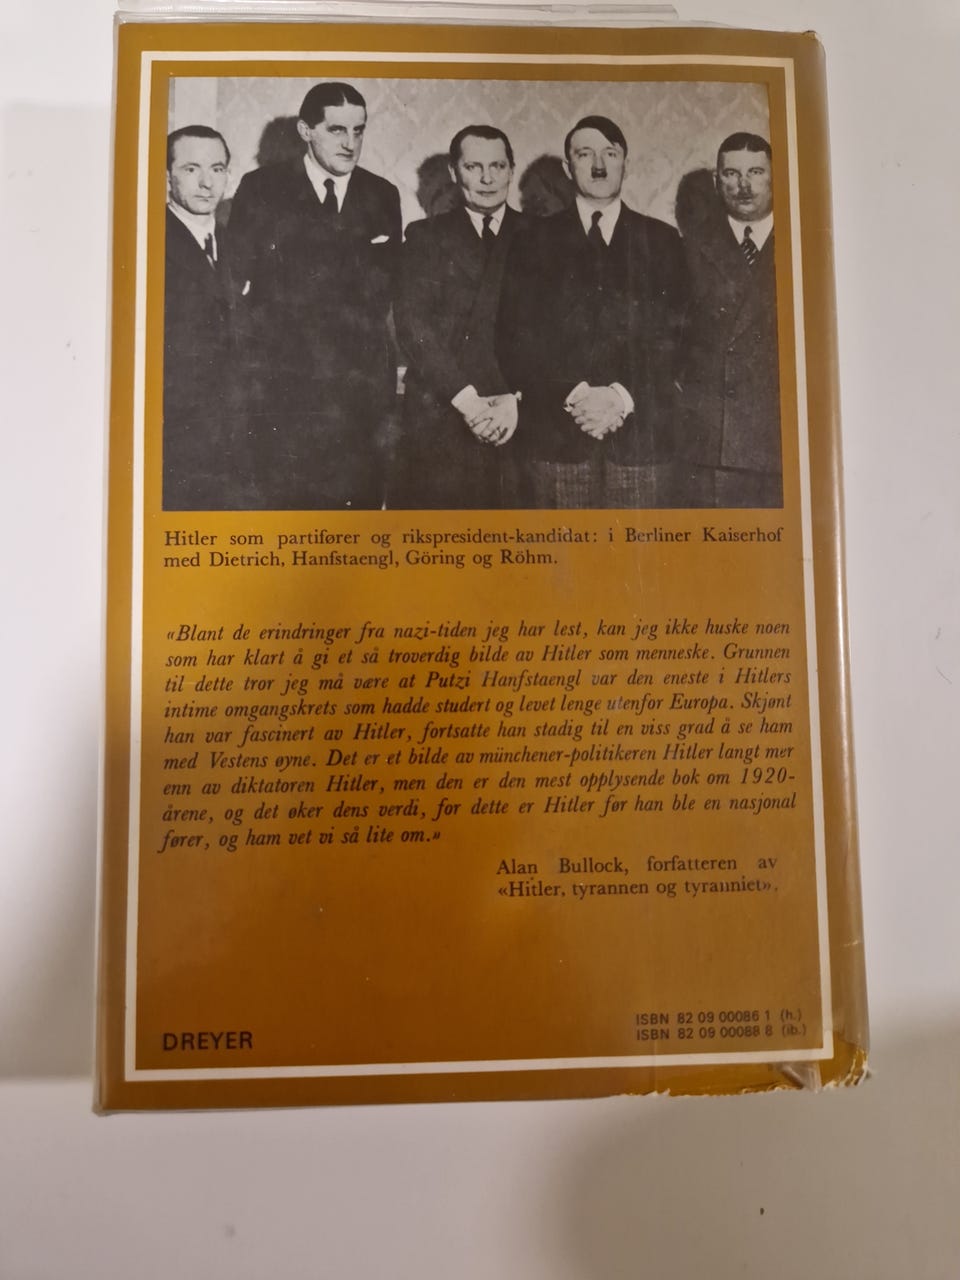 Hitler som partifører og rikspresident-kandidat: i Berliner Kaiserhof
med Dietrich, Hanfstaengl, Göring og Röhm.
«Blant de erindringer fra nazi-tiden jeg har lest, kan jeg ikke huske noen
som har klart å gi et så troverdig bilde av Hitler som menneske. Grunnen
til dette tror jeg må være at Putzi Hanfstaengl var den eneste i Hitlers
intime omgangskrets som hadde studert og levet lenge utenfor Europa. Skjønt
han var fascinert av Hitler, fortsatte han stadig til en viss grad å se ham
med Vestens øyne. Det er et bilde av münchener-politikeren Hitler langt mer
enn av diktatoren Hitler, men den er den mest opplysende bok om 1920-
årene, og det øker dens verdi, for dette er Hitler før han ble en nasjonal
fører, og ham vet vi så lite om.»
Alan Bullock, forfatteren av
«Hitler, tyrannen og tyranniet».
DREYER
ISBN 82 09 00086 1 (h.)
ISBN 82 09 00088 8 (ib.)